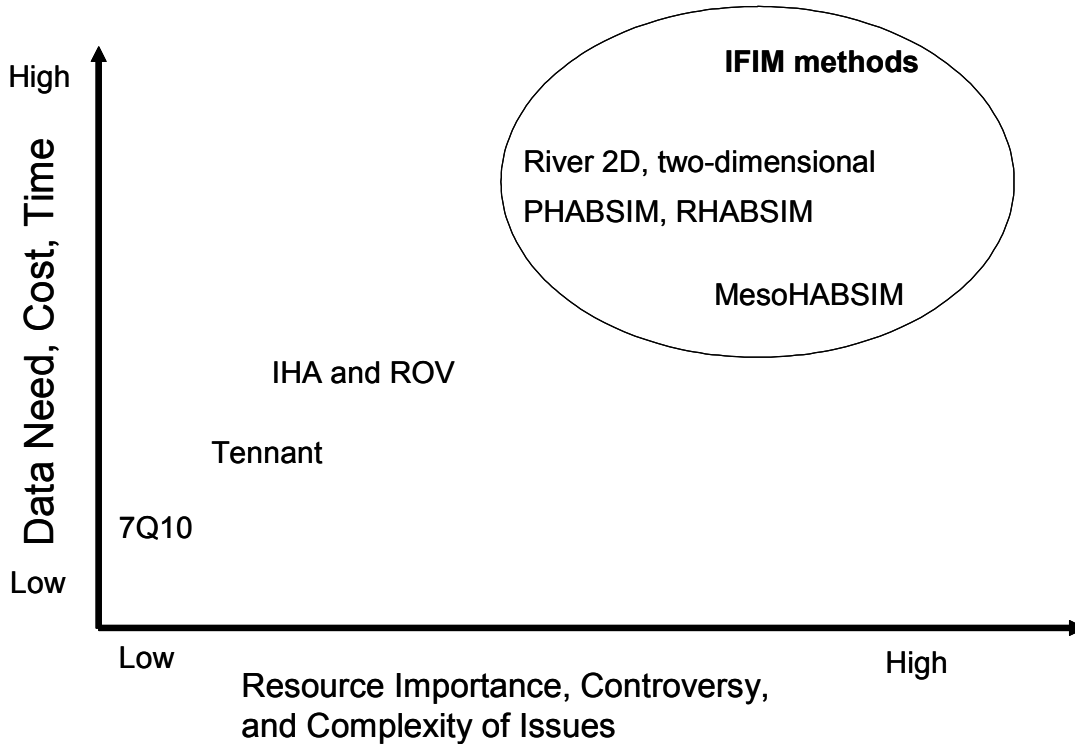 IFIM methods
High
River 2D, two-dimensional
PHABSIM, RHABSIM
MesoHABSIM
Data Need, Cost, Time
IHA and ROV
Tennant
7Q10
Low
Low
High
Resource Importance, Controversy,
and Complexity of Issues